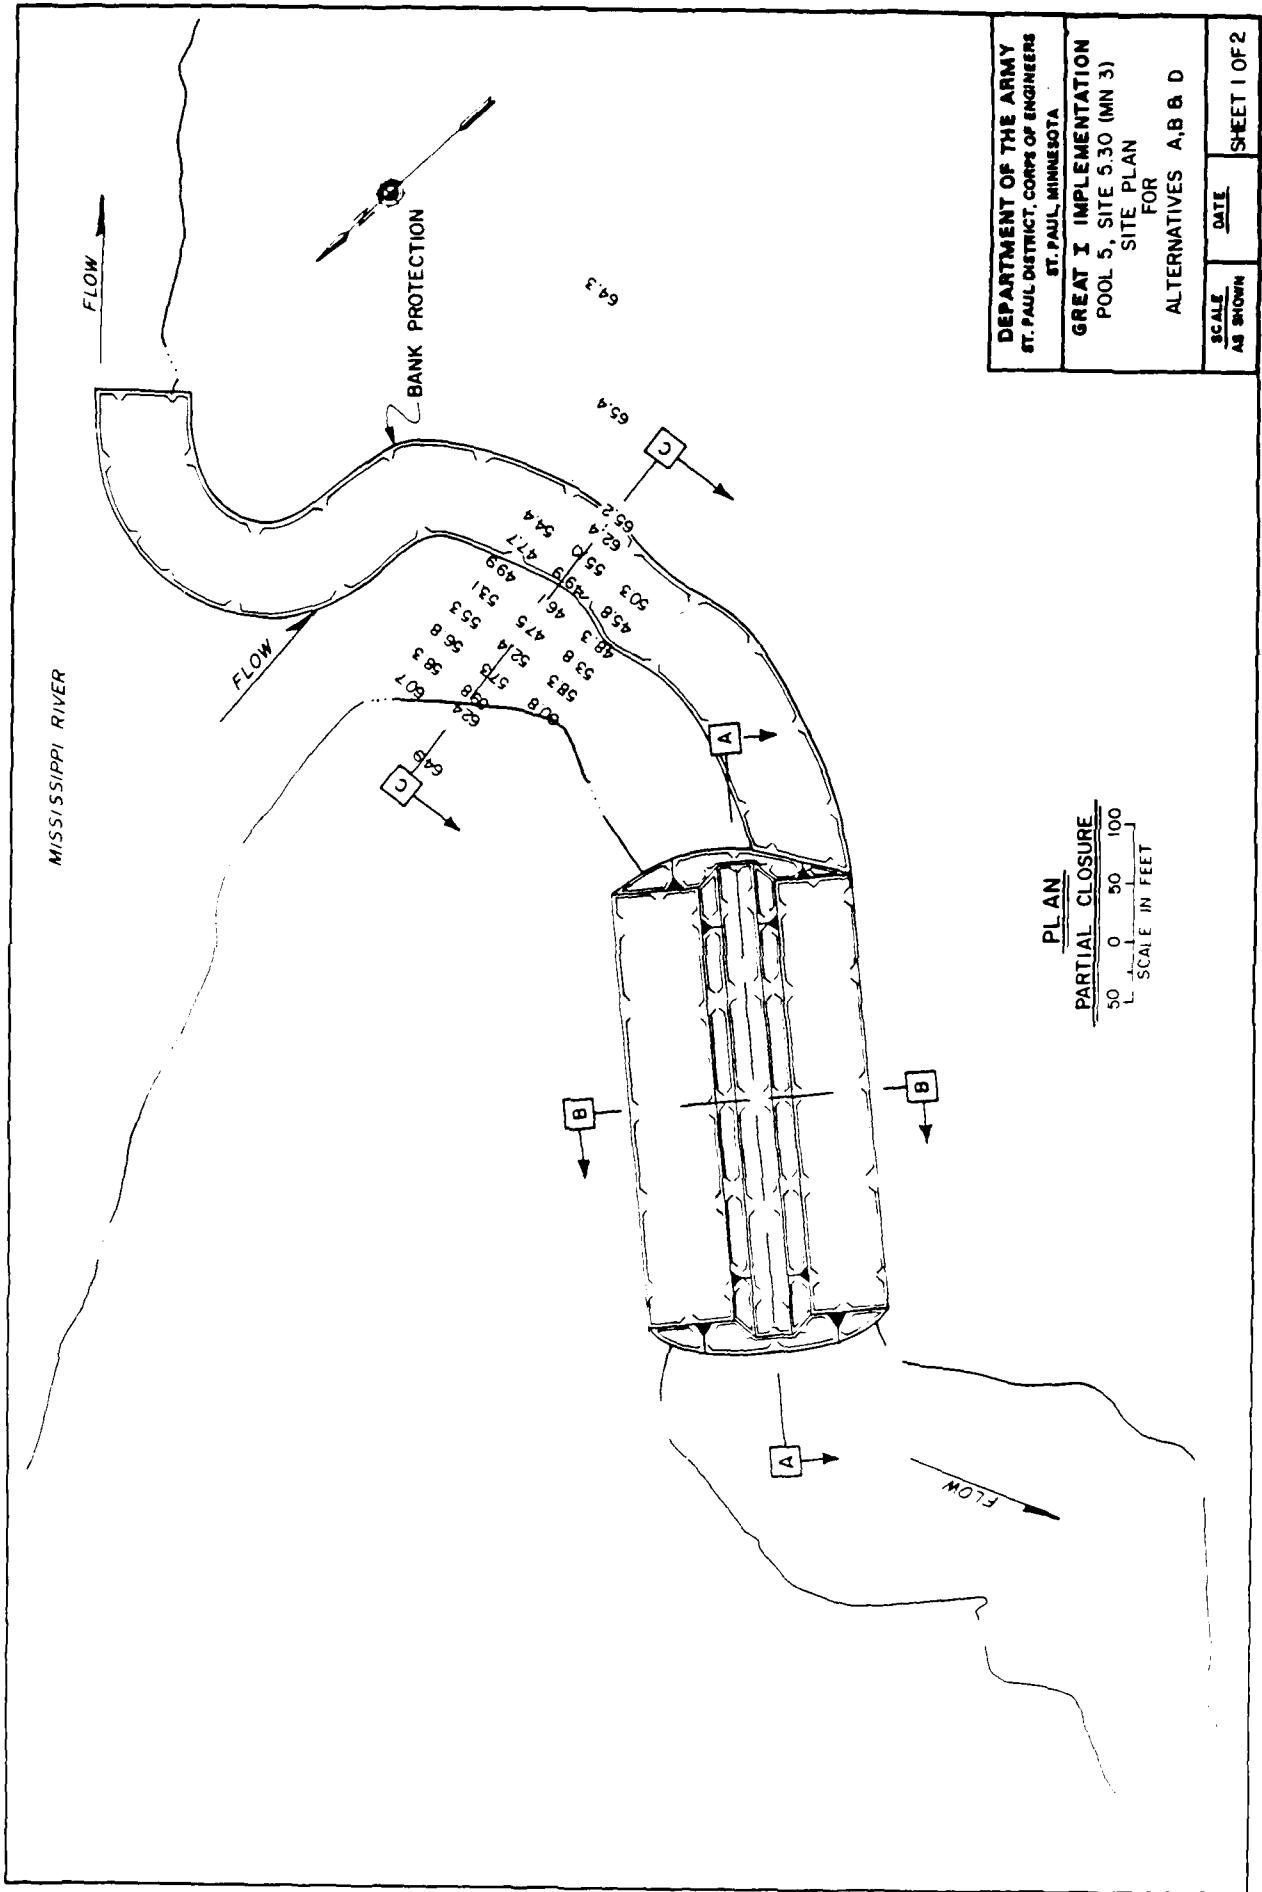 MISSISSIPPI RIVER
FLOW
FLOW
N
BANK PROTECTION
64.3
65.4
C
65.2
62.4
55.0
49.9
46.1
47.5
52.4
57.3
59.8
62.4
64.9
C
54.4
47.7
49.9
53.1
55.3
56.8
58.3
60.7
50.3
45.8
48.3
53.8
58.3
60.8
A
B
B
A
FLOW
PLAN
PARTIAL CLOSURE
50 0 50 100
SCALE IN FEET
DEPARTMENT OF THE ARMY
ST. PAUL DISTRICT, CORPS OF ENGINEERS
ST. PAUL, MINNESOTA
GREAT I IMPLEMENTATION
POOL 5, SITE 5.30 (MN 3)
SITE PLAN
FOR
ALTERNATIVES A,B & D
SCALE
AS SHOWN
DATE
SHEET 1 OF 2